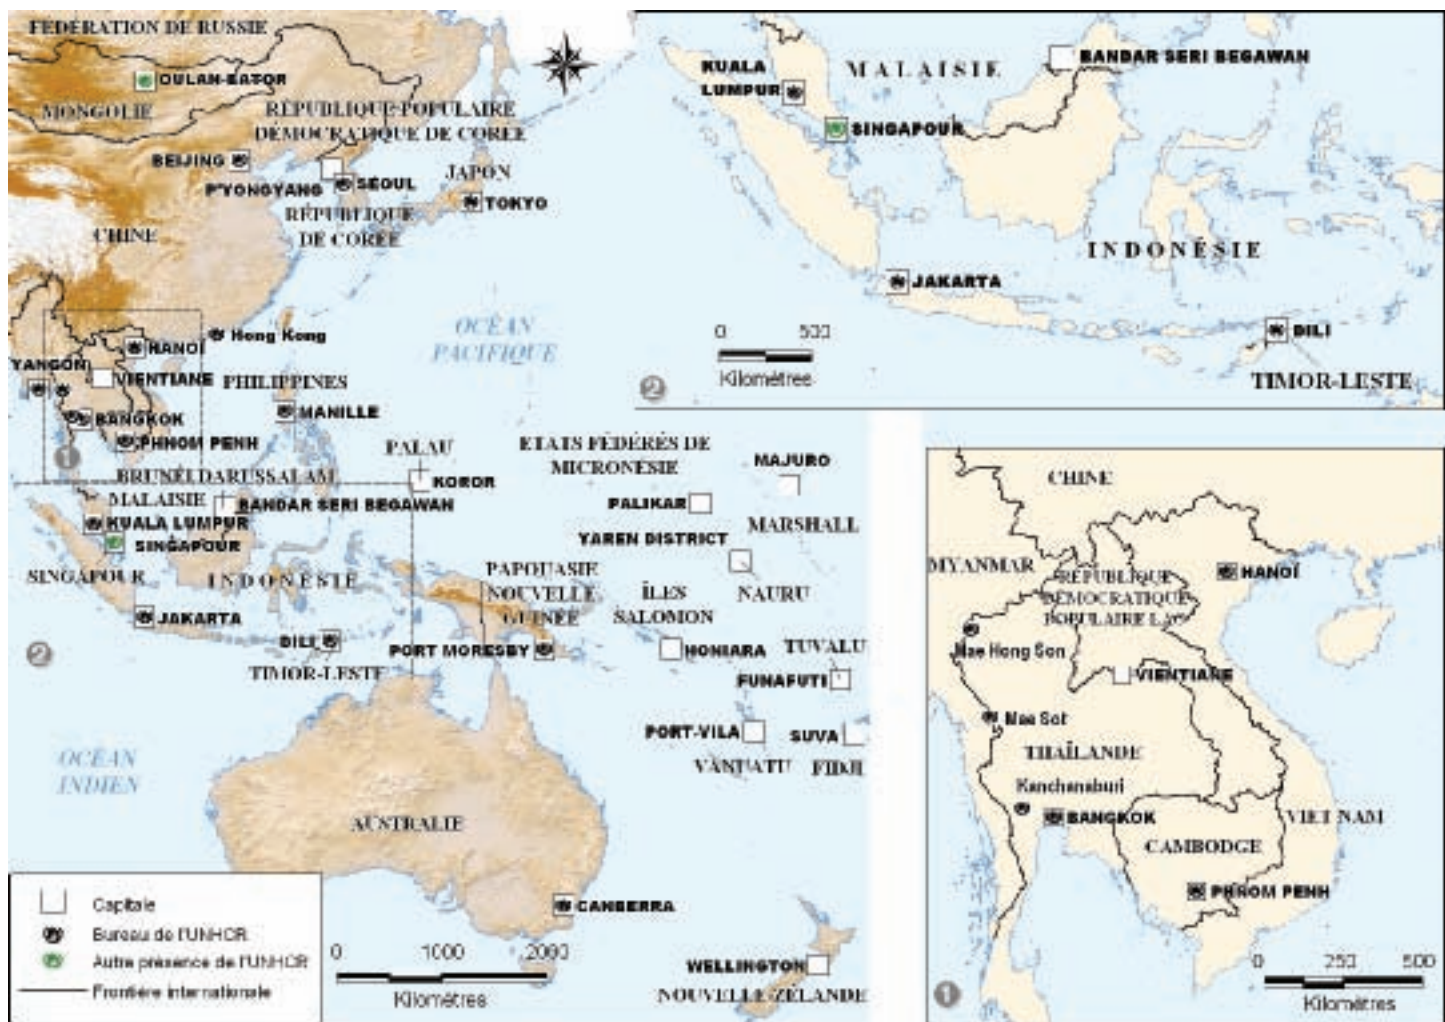 FÉDÉRATION DE RUSSIE
OULAN-BATOR
MONGOLIE
RÉPUBLIQUE POPULAIRE
DÉMOCRATIQUE DE CORÉE
BEIJING
P'YONGYANG
SÉOUL
JAPON
TOKYO
RÉPUBLIQUE
DE CORÉE
CHINE
OCÉAN
PACIFIQUE
Hong Kong
HANOÏ
YANGON
VIENTIANE
PHILIPPINES
BANGKOK
MANILLE
PHNOM PENH
1
PALAU
KOROR
BRUNÉI DARUSSALAM
MALAISIE
BANDAR SERI BEGAWAN
KUALA LUMPUR
SINGAPOUR
SINGAPOUR
INDONÉSIE
JAKARTA
2
DILI
TIMOR-LESTE
ETATS FÉDÉRÉS DE
MICRONÉSIE
MAJURO
PALIKAR
MARSHALL
YAREN DISTRICT
NAURU
PAPOUASIE
NOUVELLE
GUINÉE
ÎLES
SALOMON
PORT MORESBY
HONIARA
TUVALU
FUNAFUTI
PORT-VILA
SUVA
VANUATU
FIDJI
OCÉAN
INDIEN
AUSTRALIE
CANBERRA
WELLINGTON
NOUVELLE ZÉLANDE
0 1000 2000
Kilomètres
Capitale
Bureau de l'UNHCR
Autre présence de l'UNHCR
Frontière internationale
KUALA
LUMPUR
MALAISIE
BANDAR SERI BEGAWAN
SINGAPOUR
INDONÉSIE
JAKARTA
DILI
TIMOR-LESTE
0 500
Kilomètres
2
CHINE
MYANMAR
RÉPUBLIQUE
DÉMOCRATIQUE
POPULAIRE LAO
HANOÏ
Mae Hong Son
VIENTIANE
Mae Sot
THAÏLANDE
Kanchanaburi
BANGKOK
VIET NAM
CAMBODGE
PHNOM PENH
0 250 500
Kilomètres
1